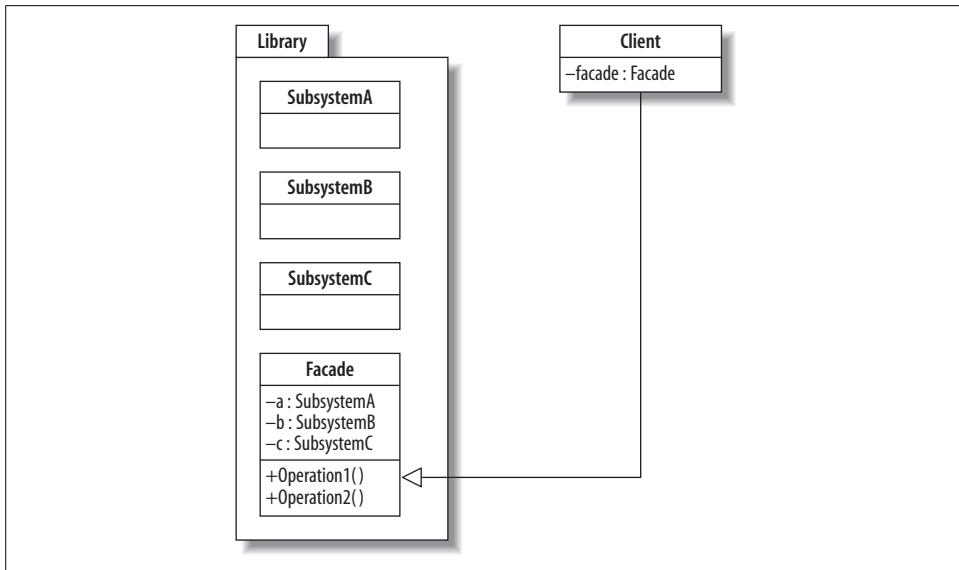 Library
SubsystemA
SubsystemB
SubsystemC
Facade
–a : SubsystemA
–b : SubsystemB
–c : SubsystemC
+Operation1()
+Operation2()
Client
–facade : Facade